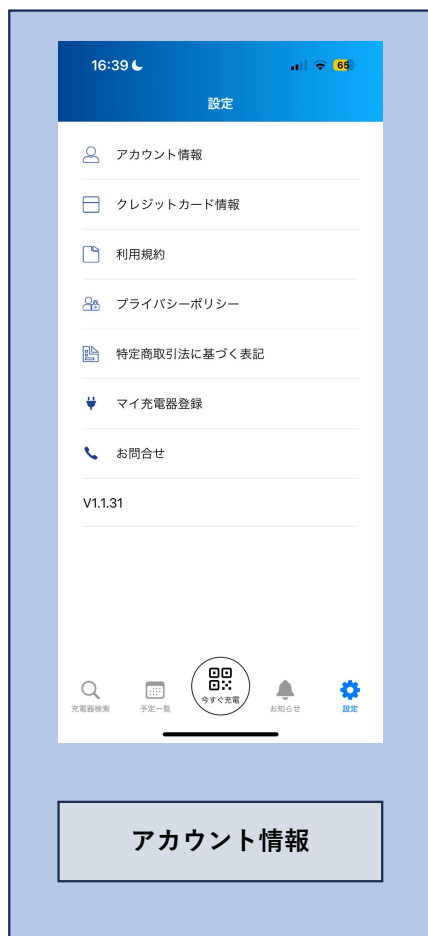 16:39
65
設定
アカウント情報
クレジットカード情報
利用規約
プライバシーポリシー
特定商取引法に基づく表記
マイ充電器登録
お問合せ
V1.1.31
充電器検索
予定一覧
今すぐ充電
お知らせ
設定
アカウント情報